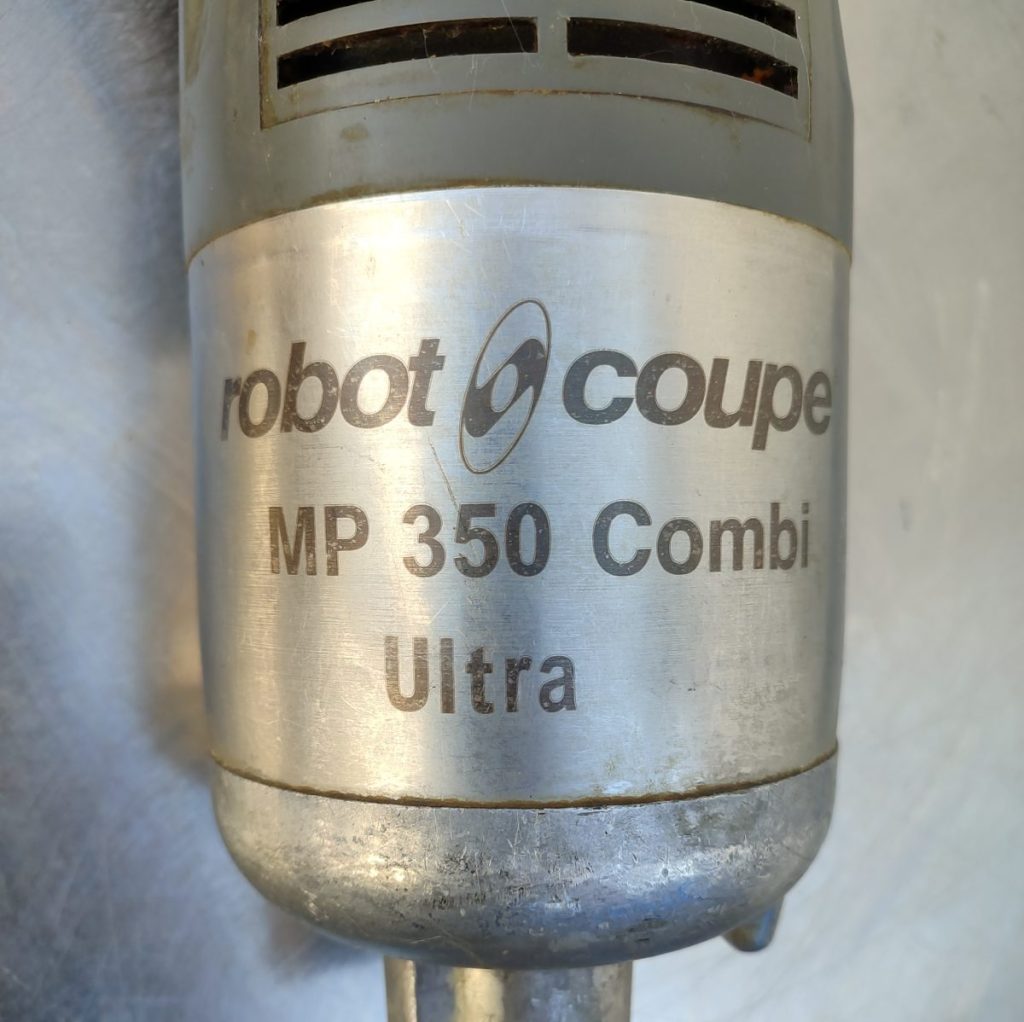 robot coupe
MP 350 Combi
Ultra